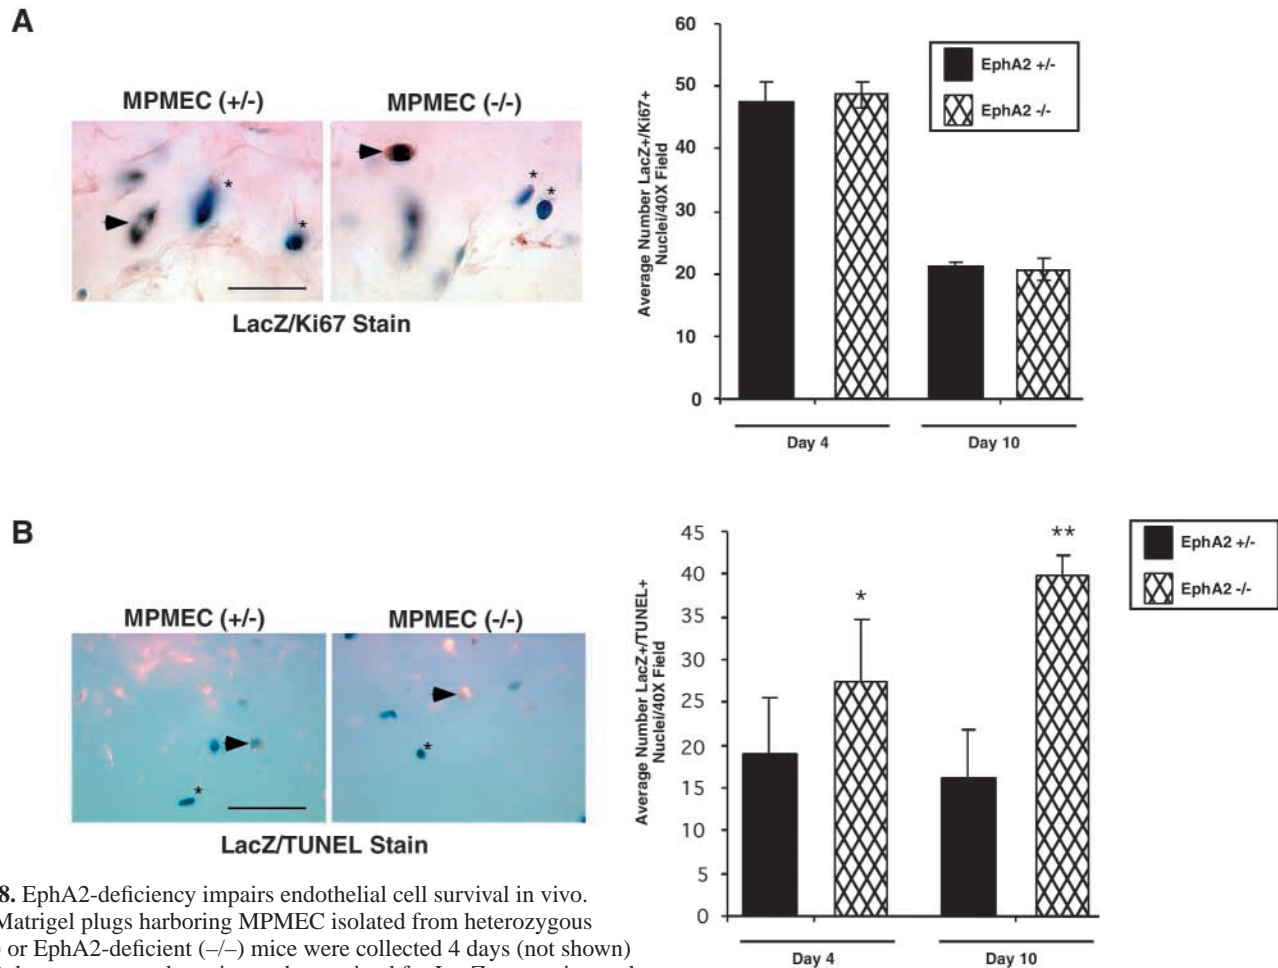 A
MPMEC (+/-)
MPMEC (-/-)
*
*
*
*
LacZ/Ki67 Stain
Average Number LacZ+/Ki67+
Nuclei/40X Field
60
50
40
30
20
10
0
EphA2 +/-
EphA2 -/-
Day 4
Day 10
B
MPMEC (+/-)
MPMEC (-/-)
*
*
LacZ/TUNEL Stain
Average Number LacZ+/TUNEL+
Nuclei/40X Field
45
40
35
30
25
20
15
10
5
0
*
**
EphA2 +/-
EphA2 -/-
Day 4
Day 10
8. EphA2-deficiency impairs endothelial cell survival in vivo.
Matrigel plugs harboring MPMEC isolated from heterozygous
) or EphA2-deficient (–/–) mice were collected 4 days (not shown)